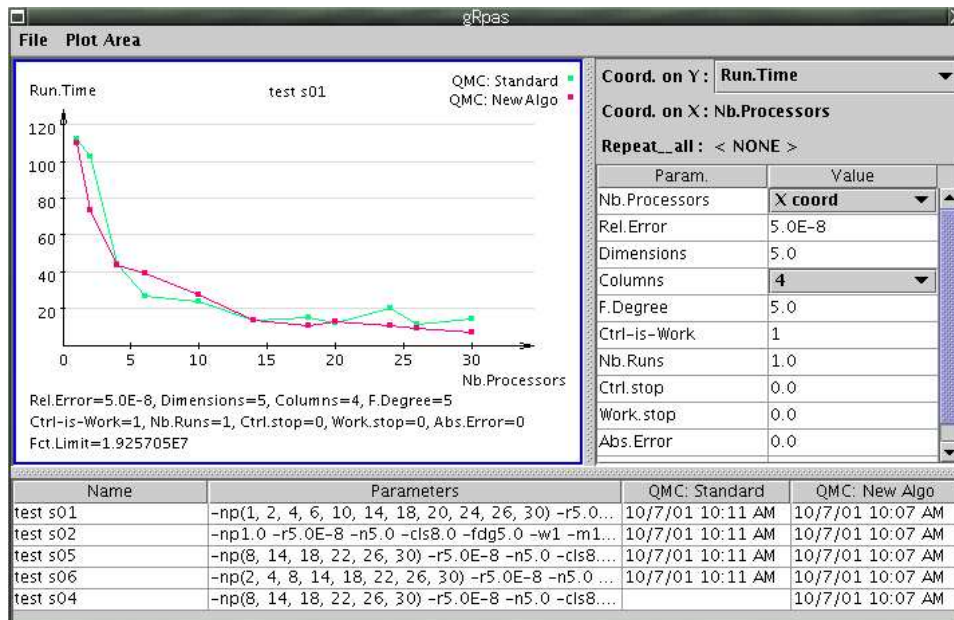 gRpas
File Plot Area
Run.Time
test s01
QMC: Standard
QMC: New Algo
120
100
80
60
40
20
0 5 10 15 20 25 30
Nb.Processors
Rel.Error=5.0E-8, Dimensions=5, Columns=4, F.Degree=5
Ctrl-is-Work=1, Nb.Runs=1, Ctrl.stop=0, Work.stop=0, Abs.Error=0
Fct.Limit=1.925705E7
Coord. on Y: Run.Time
Coord. on X: Nb.Processors
Repeat__all: < NONE >
Param. Value
Nb.Processors X coord
Rel.Error 5.0E-8
Dimensions 5.0
Columns 4
F.Degree 5.0
Ctrl-is-Work 1
Nb.Runs 1.0
Ctrl.stop 0.0
Work.stop 0.0
Abs.Error 0.0
Name Parameters QMC: Standard QMC: New Algo
test s01 -np(1, 2, 4, 6, 10, 14, 18, 20, 24, 26, 30) -r5.0... 10/7/01 10:11 AM 10/7/01 10:07 AM
test s02 -np1.0 -r5.0E-8 -n5.0 -cls8.0 -fdg5.0 -w1 -m1... 10/7/01 10:11 AM 10/7/01 10:07 AM
test s05 -np(8, 14, 18, 22, 26, 30) -r5.0E-8 -n5.0 -cls8.... 10/7/01 10:11 AM 10/7/01 10:07 AM
test s06 -np(2, 4, 8, 14, 18, 22, 26, 30) -r5.0E-8 -n5.0 ... 10/7/01 10:11 AM 10/7/01 10:07 AM
test s04 -np(8, 14, 18, 22, 26, 30) -r5.0E-8 -n5.0 -cls8.... 10/7/01 10:07 AM